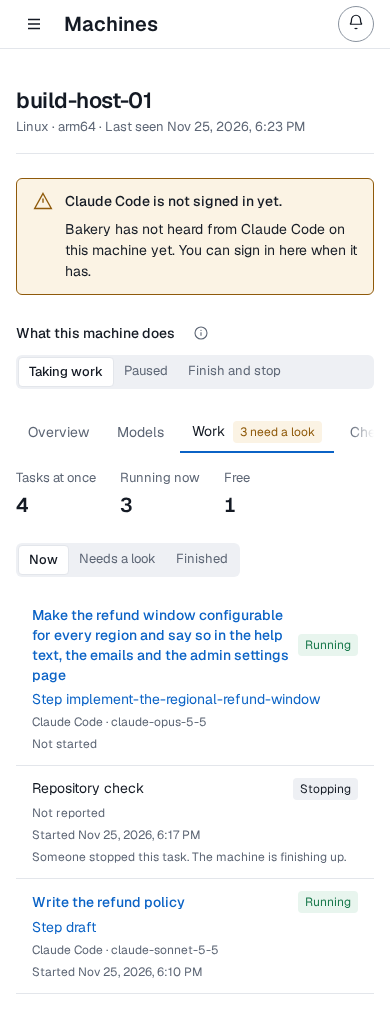 Machines
build-host-01
Linux · arm64 · Last seen Nov 25, 2026, 6:23 PM
Claude Code is not signed in yet.
Bakery has not heard from Claude Code on
this machine yet. You can sign in here when it
has.
What this machine does
Taking work Paused Finish and stop
Overview Models Work 3 need a look
Tasks at once Running now Free
4 3 1
Now Needs a look Finished
Make the refund window configurable
for every region and say so in the help
text, the emails and the admin settings
page
Running
Step implement-the-regional-refund-window
Claude Code · claude-opus-5-5
Not started
Repository check Stopping
Not reported
Started Nov 25, 2026, 6:17 PM
Someone stopped this task. The machine is finishing up.
Write the refund policy Running
Step draft
Claude Code · claude-sonnet-5-5
Started Nov 25, 2026, 6:10 PM